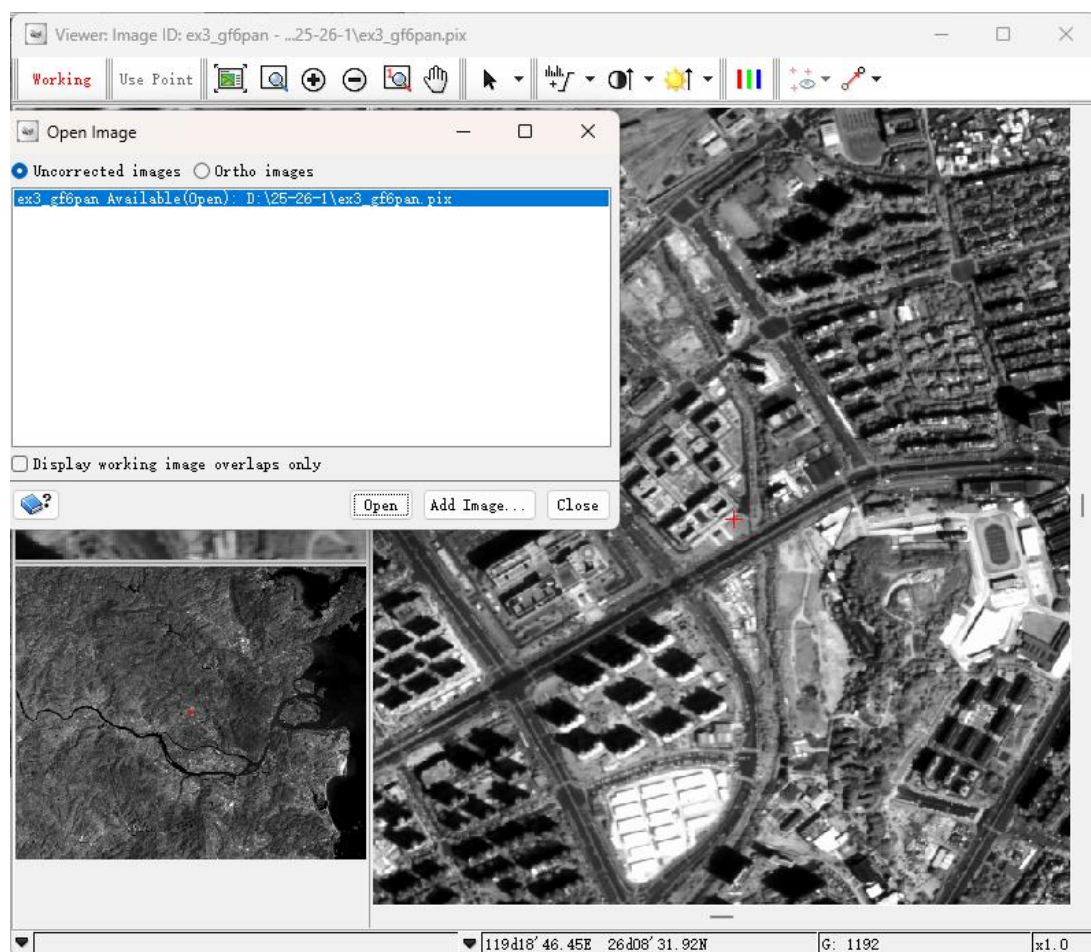 Viewer: Image ID: ex3_gf6pan - ...25-26-1\ex3_gf6pan.pix
Working
Use Point
Open Image
Uncorrected images
Ortho images
ex3_gf6pan Available(Open): D:\25-26-1\ex3_gf6pan.pix
Display working image overlaps only
Open
Add Image...
Close
119d18'46.45E 26d08'31.92N
G: 1192
x1.0